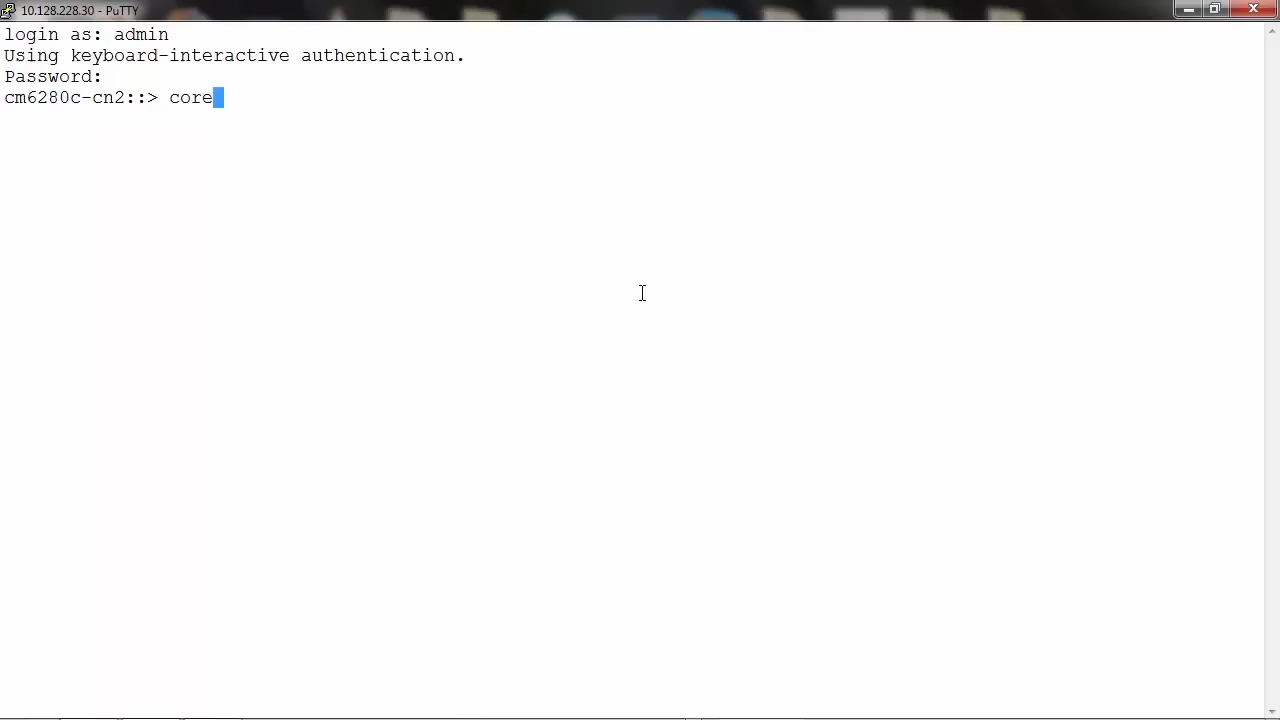 10.128.228.30 - PuTTY
login as: admin
Using keyboard-interactive authentication.
Password:
cm6280c-cn2::> core